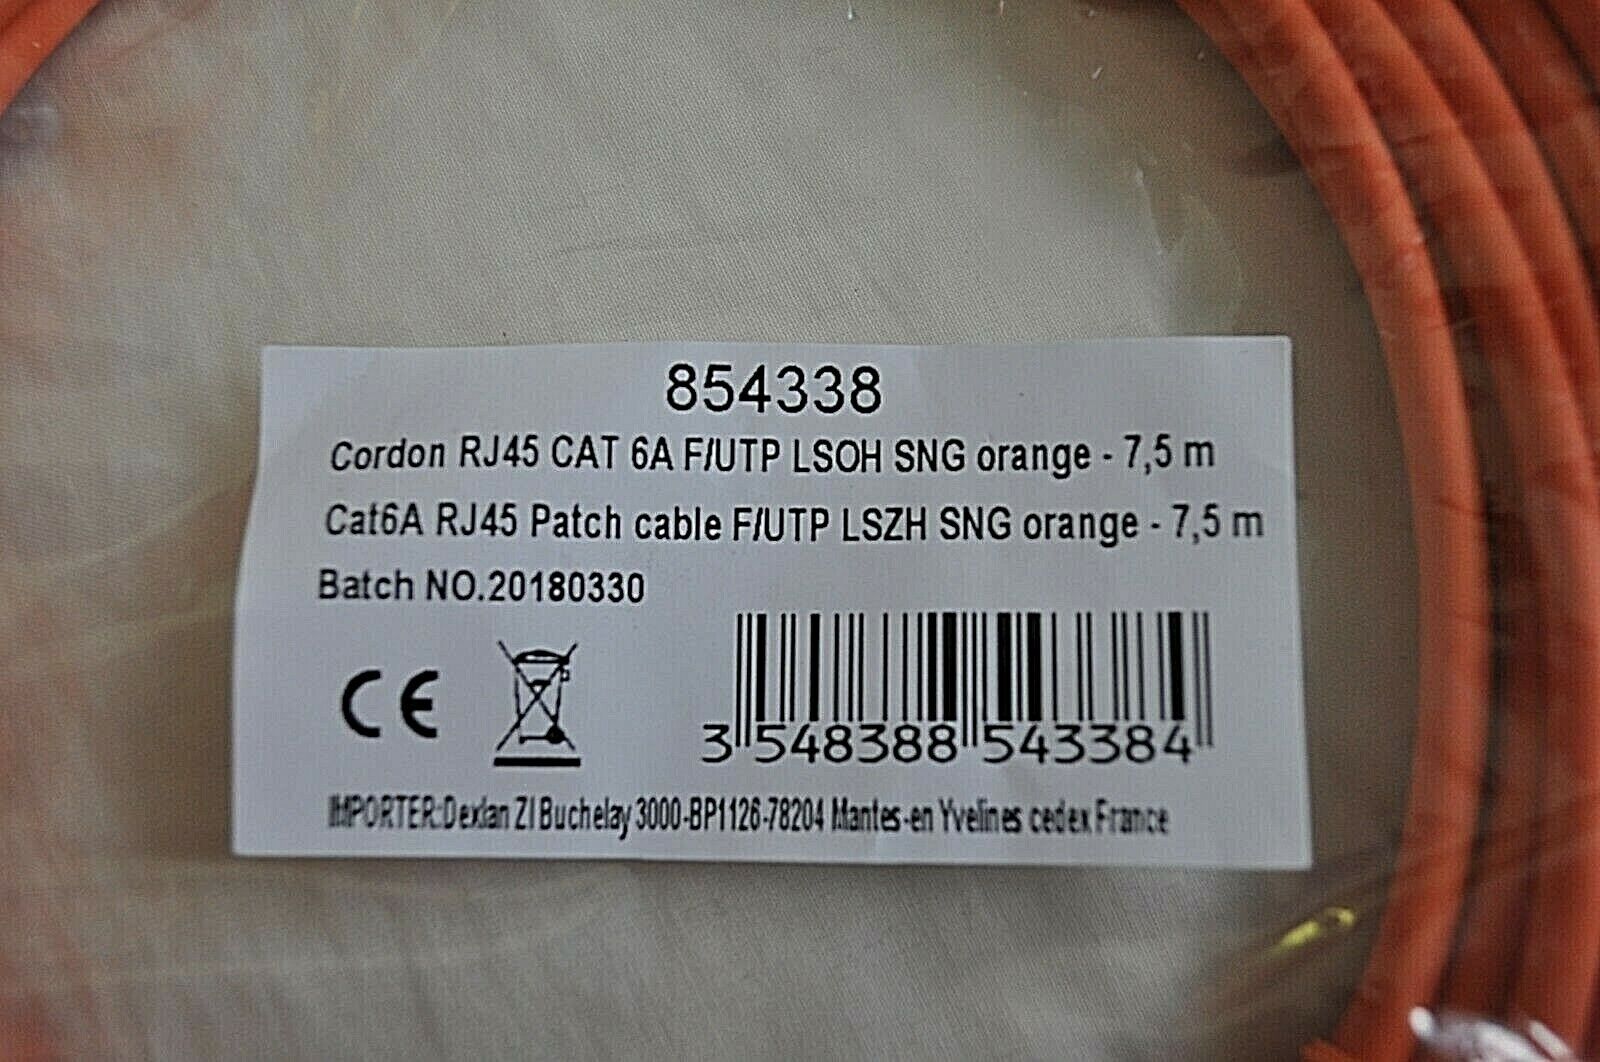 854338
Cordon RJ45 CAT 6A F/UTP LSOH SNG orange - 7,5 m
Cat6A RJ45 Patch cable F/UTP LSZH SNG orange - 7,5 m
Batch NO.20180330
CE
3 548388 543384
IMPORTER:Dexlan ZI Buchelay 3000-BP1126-78204 Mantes-en Yvelines cedex France